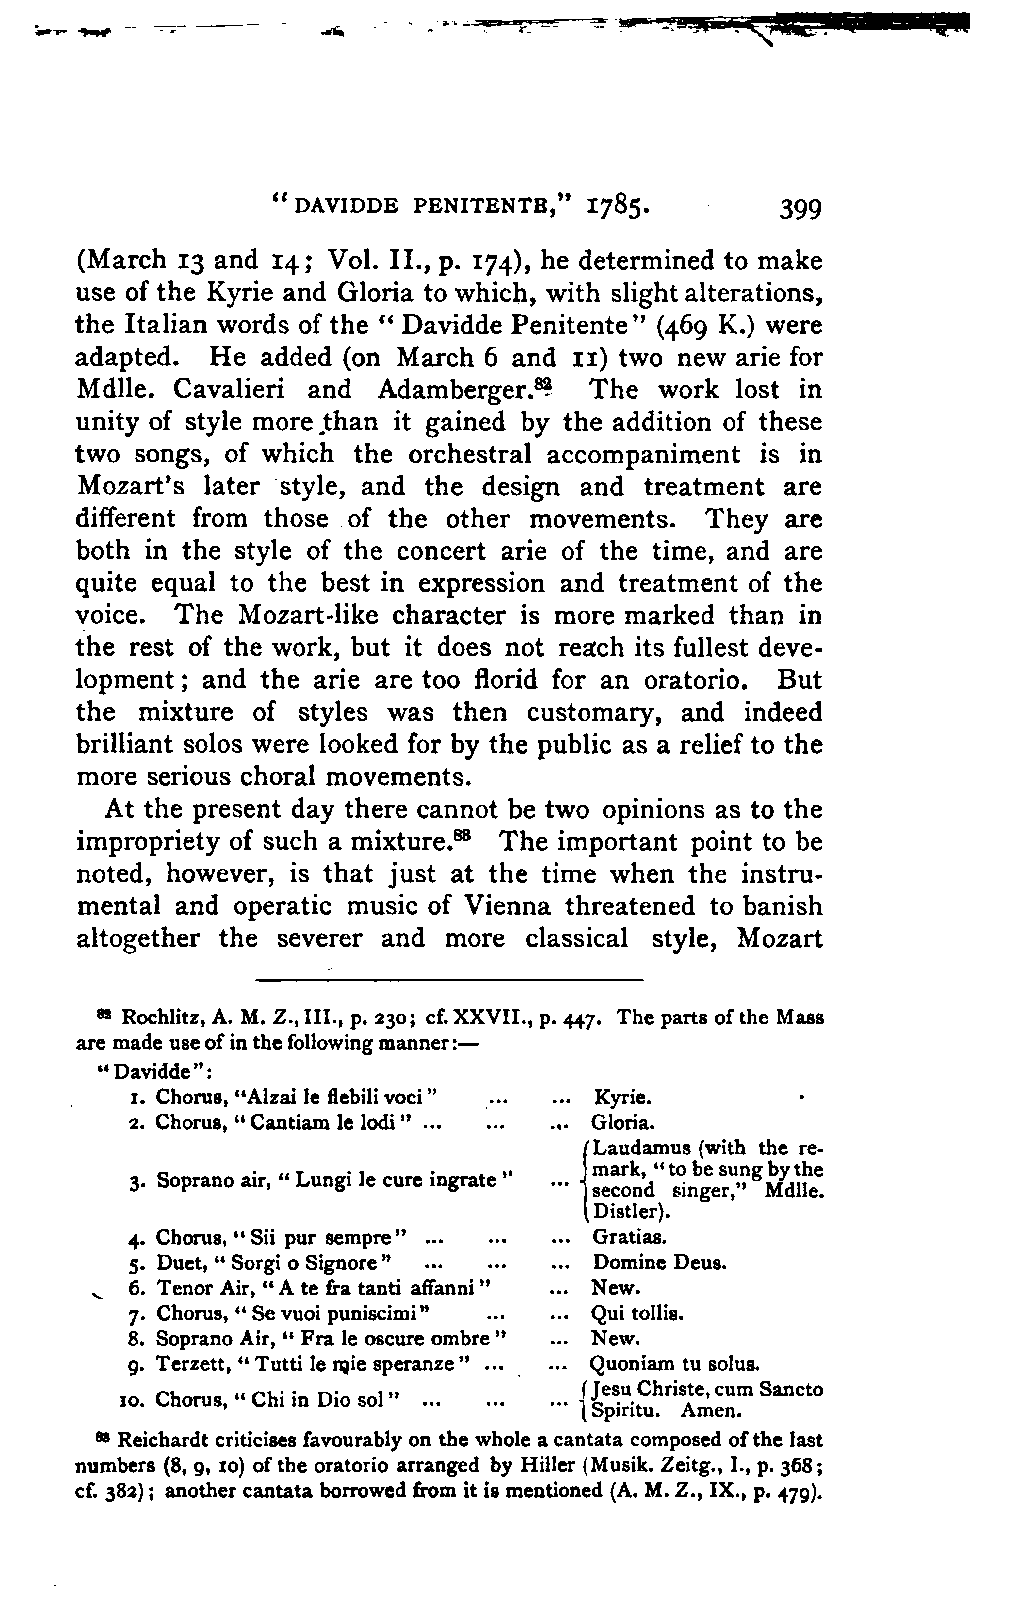 "DAVIDDE PENITENTE," 1785. 399
(March 13 and 14; Vol. II., p. 174), he determined to make
use of the Kyrie and Gloria to which, with slight alterations,
the Italian words of the "Davidde Penitente" (469 K.) were
adapted. He added (on March 6 and 11) two new arie for
Mdlle. Cavalieri and Adamberger.82 The work lost in
unity of style more than it gained by the addition of these
two songs, of which the orchestral accompaniment is in
Mozart's later style, and the design and treatment are
different from those of the other movements. They are
both in the style of the concert arie of the time, and are
quite equal to the best in expression and treatment of the
voice. The Mozart-like character is more marked than in
the rest of the work, but it does not reach its fullest deve-
lopment; and the arie are too florid for an oratorio. But
the mixture of styles was then customary, and indeed
brilliant solos were looked for by the public as a relief to the
more serious choral movements.
At the present day there cannot be two opinions as to the
impropriety of such a mixture.83 The important point to be
noted, however, is that just at the time when the instru-
mental and operatic music of Vienna threatened to banish
altogether the severer and more classical style, Mozart
82 Rochlitz, A. M. Z., III., p. 230; cf. XXVII., p. 447. The parts of the Mass
are made use of in the following manner:—
"Davidde":
1. Chorus, "Alzai le flebili voci" ... ... Kyrie.
2. Chorus, "Cantiam le lodi" ... ... ... Gloria.
3. Soprano air, "Lungi le cure ingrate" ... {Laudamus (with the re-
mark, "to be sung by the
second singer," Mdlle.
Distler).
4. Chorus, "Sii pur sempre" ... ... ... Gratias.
5. Duet, "Sorgi o Signore" ... ... ... Domine Deus.
6. Tenor Air, "A te fra tanti affanni" ... New.
7. Chorus, "Se vuoi puniscimi" ... ... Qui tollis.
8. Soprano Air, "Fra le oscure ombre" ... New.
9. Terzett, "Tutti le mie speranze" ... ... Quoniam tu solus.
10. Chorus, "Chi in Dio sol" ... ... ... {Jesu Christe, cum Sancto
Spiritu. Amen.
83 Reichardt criticises favourably on the whole a cantata composed of the last
numbers (8, 9, 10) of the oratorio arranged by Hiller (Musik. Zeitg., I., p. 368;
cf. 382); another cantata borrowed from it is mentioned (A. M. Z., IX., p. 479).